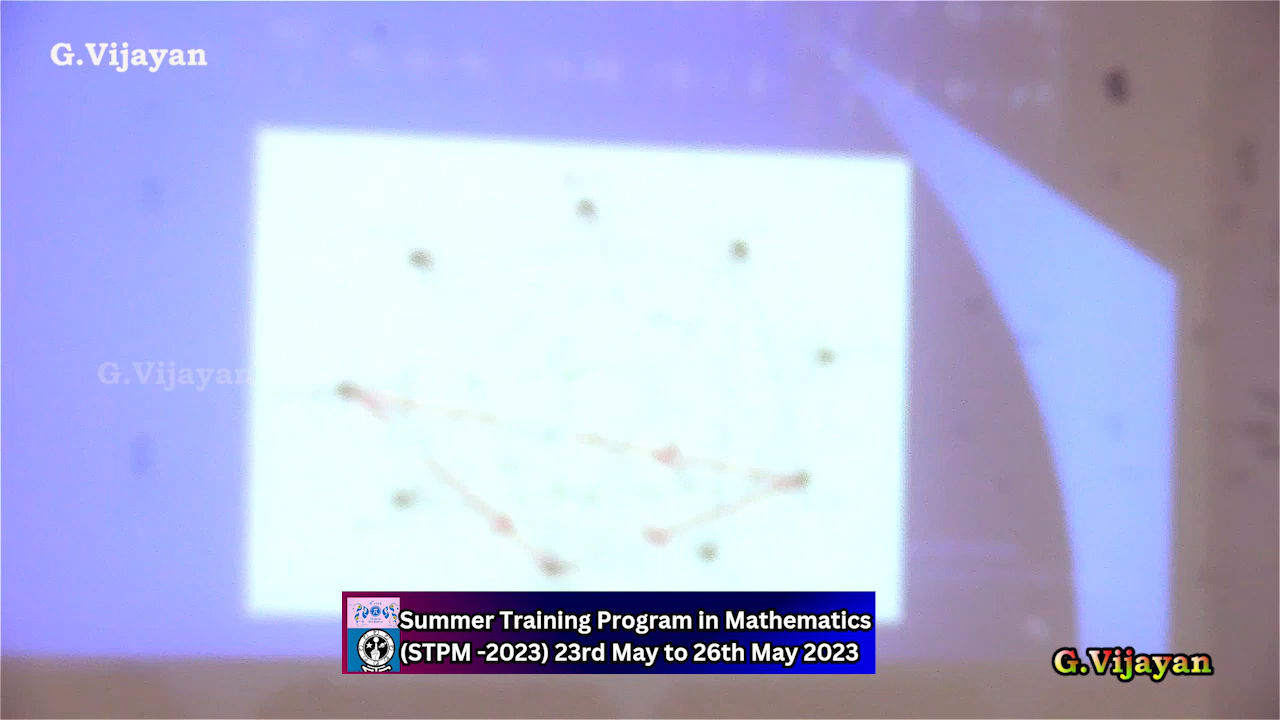 G.Vijayan
G.Vijayan
Summer Training Program in Mathematics
(STPM -2023) 23rd May to 26th May 2023
G.Vijayan